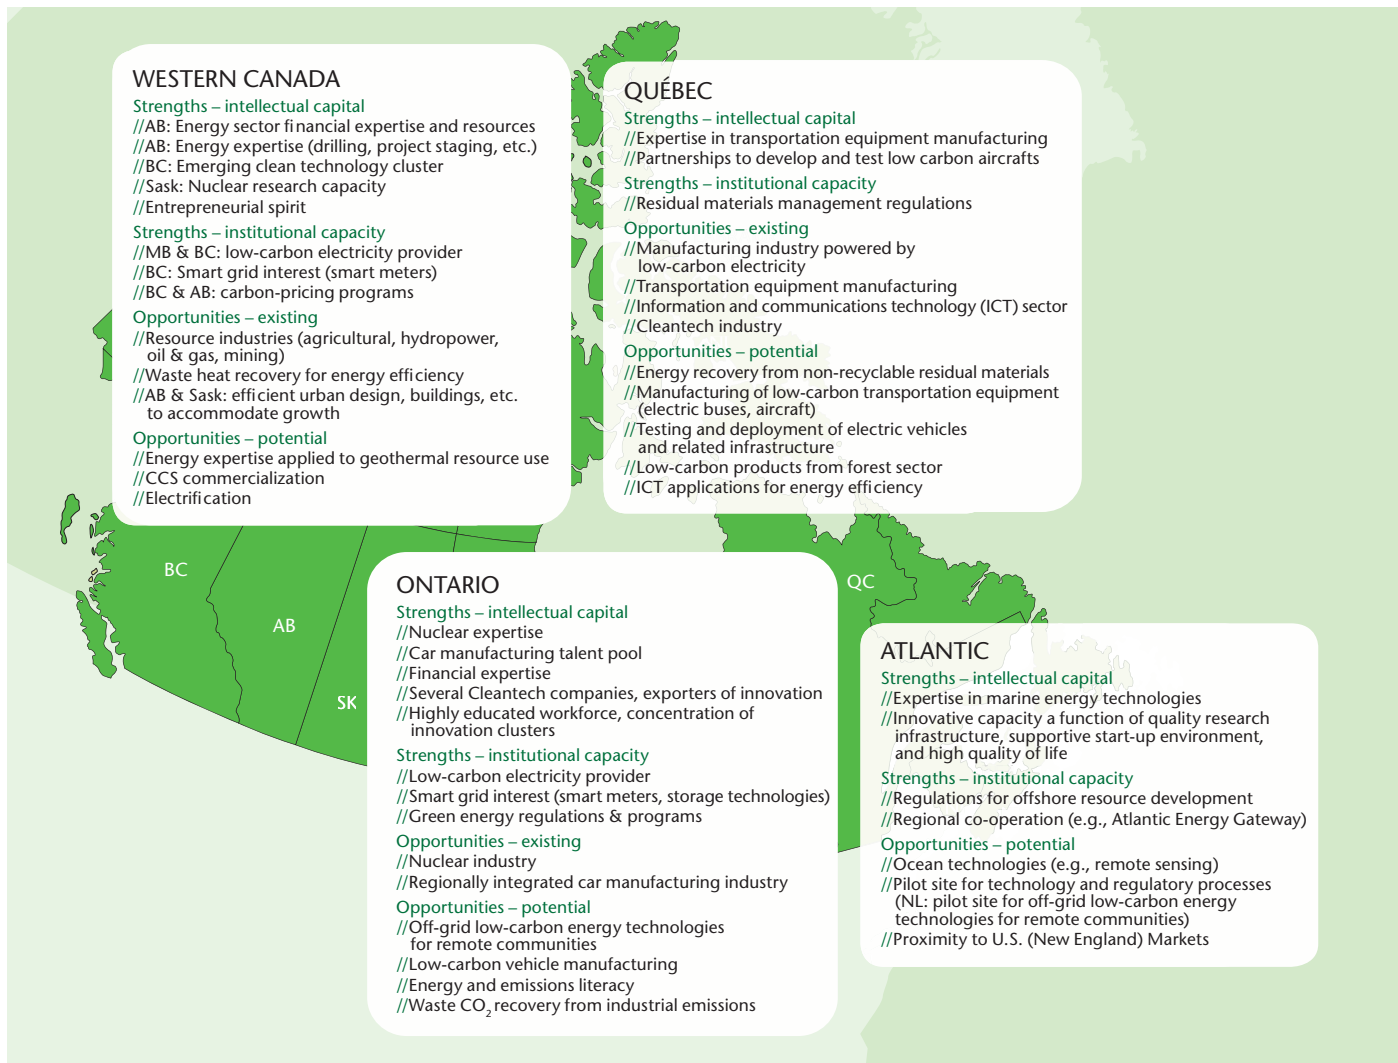 WESTERN CANADA
Strengths – intellectual capital
//AB: Energy sector financial expertise and resources
//AB: Energy expertise (drilling, project staging, etc.)
//BC: Emerging clean technology cluster
//Sask: Nuclear research capacity
//Entrepreneurial spirit
Strengths – institutional capacity
//MB & BC: low-carbon electricity provider
//BC: Smart grid interest (smart meters)
//BC & AB: carbon-pricing programs
Opportunities – existing
//Resource industries (agricultural, hydropower,
oil & gas, mining)
//Waste heat recovery for energy efficiency
//AB & Sask: efficient urban design, buildings, etc.
to accommodate growth
Opportunities – potential
//Energy expertise applied to geothermal resource use
//CCS commercialization
//Electrification
QUÉBEC
Strengths – intellectual capital
//Expertise in transportation equipment manufacturing
//Partnerships to develop and test low carbon aircrafts
Strengths – institutional capacity
//Residual materials management regulations
Opportunities – existing
//Manufacturing industry powered by
low-carbon electricity
//Transportation equipment manufacturing
//Information and communications technology (ICT) sector
//Cleantech industry
Opportunities – potential
//Energy recovery from non-recyclable residual materials
//Manufacturing of low-carbon transportation equipment
(electric buses, aircraft)
//Testing and deployment of electric vehicles
and related infrastructure
//Low-carbon products from forest sector
//ICT applications for energy efficiency
BC
AB
SK
QC
ONTARIO
Strengths – intellectual capital
//Nuclear expertise
//Car manufacturing talent pool
//Financial expertise
//Several Cleantech companies, exporters of innovation
//Highly educated workforce, concentration of
innovation clusters
Strengths – institutional capacity
//Low-carbon electricity provider
//Smart grid interest (smart meters, storage technologies)
//Green energy regulations & programs
Opportunities – existing
//Nuclear industry
//Regionally integrated car manufacturing industry
Opportunities – potential
//Off-grid low-carbon energy technologies
for remote communities
//Low-carbon vehicle manufacturing
//Energy and emissions literacy
//Waste CO₂ recovery from industrial emissions
ATLANTIC
Strengths – intellectual capital
//Expertise in marine energy technologies
//Innovative capacity a function of quality research
infrastructure, supportive start-up environment,
and high quality of life
Strengths – institutional capacity
//Regulations for offshore resource development
//Regional co-operation (e.g., Atlantic Energy Gateway)
Opportunities – potential
//Ocean technologies (e.g., remote sensing)
//Pilot site for technology and regulatory processes
(NL: pilot site for off-grid low-carbon energy
technologies for remote communities)
//Proximity to U.S. (New England) Markets